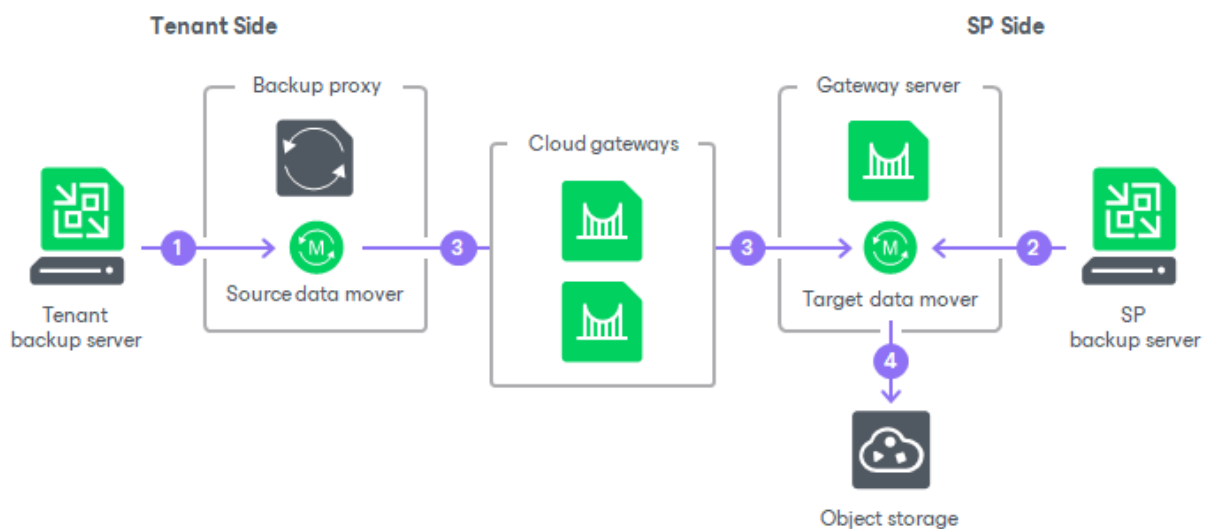 Tenant Side
SP Side
Backup proxy
Gateway server
Cloud gateways
M
M
1
3
3
2
Source data mover
Target data mover
Tenant
backup server
SP
backup server
4
Object storage